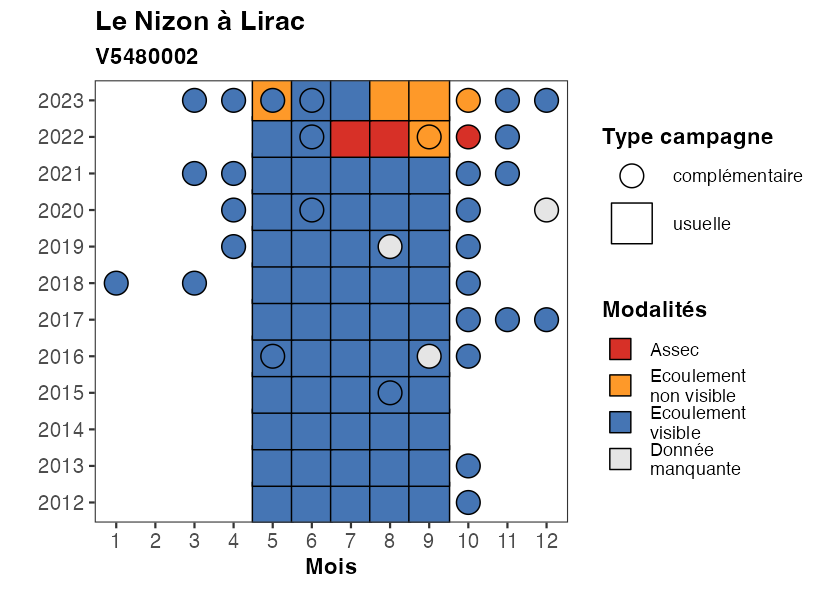 Le Nizon à Lirac
V5480002
2023
2022
2021
2020
2019
2018
2017
2016
2015
2014
2013
2012
1 2 3 4 5 6 7 8 9 10 11 12
Mois
Type campagne
complémentaire
usuelle
Modalités
Assec
Ecoulement
non visible
Ecoulement
visible
Donnée
manquante